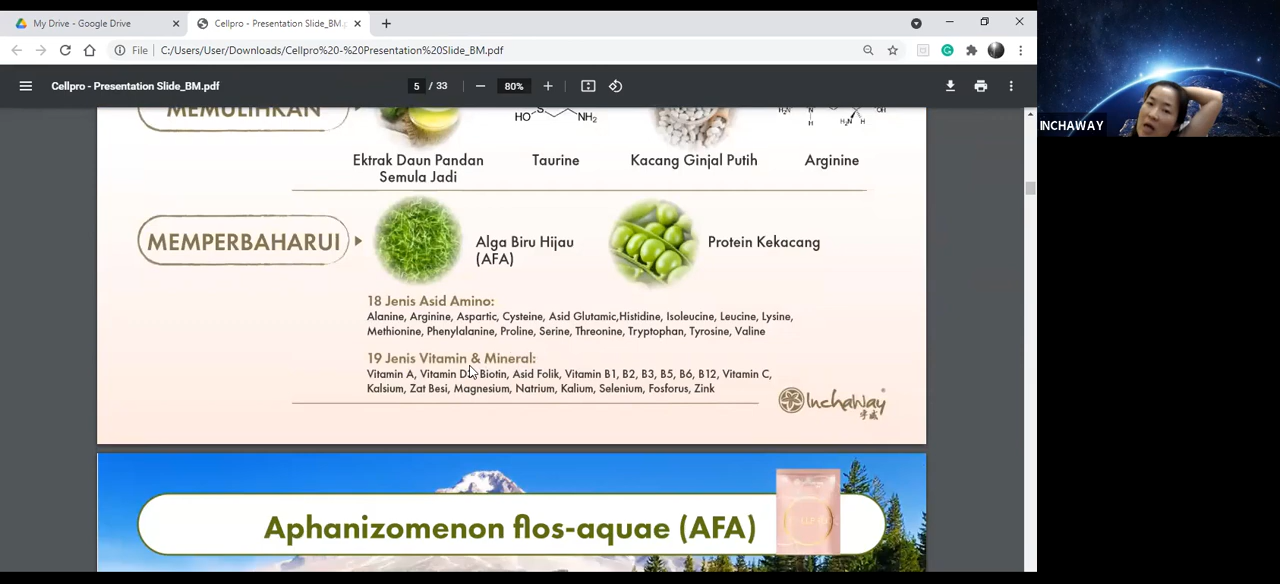 My Drive - Google Drive
Cellpro - Presentation Slide_BM.p
File
C:/Users/User/Downloads/Cellpro%20-%20Presentation%20Slide_BM.pdf
Cellpro - Presentation Slide_BM.pdf
5 / 33
80%
INCHAWAY
MEMULIHKAN
HO S NH₂
H₂N H H₂N H OH
Ektrak Daun Pandan
Semula Jadi
Taurine
Kacang Ginjal Putih
Arginine
MEMPERBAHARUI
Alga Biru Hijau
(AFA)
Protein Kekacang
18 Jenis Asid Amino:
Alanine, Arginine, Aspartic, Cysteine, Asid Glutamic,Histidine, Isoleucine, Leucine, Lysine,
Methionine, Phenylalanine, Proline, Serine, Threonine, Tryptophan, Tyrosine, Valine
19 Jenis Vitamin & Mineral:
Vitamin A, Vitamin Biotin, Asid Folik, Vitamin B1, B2, B3, B5, B6, B12, Vitamin C,
Kalsium, Zat Besi, Magnesium, Natrium, Kalium, Selenium, Fosforus, Zink
Inchaway®
宇威
Aphanizomenon flos-aquae (AFA)